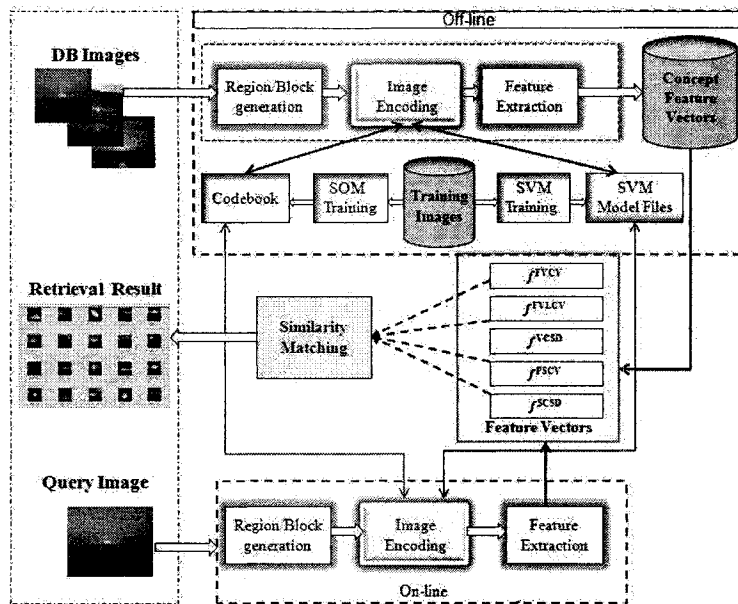 Off-line
DB Images
Region/Block
generation
Image
Encoding
Feature
Extraction
Concept
Feature
Vectors
Codebook
SOM
Training
Training
Images
SVM
Training
SVM
Model Files
Retrieval Result
Similarity
Matching
f^FVCV
f^FVLCV
f^VCSD
f^PSCV
f^SCSD
Feature Vectors
Query Image
Region/Block
generation
Image
Encoding
Feature
Extraction
On-line